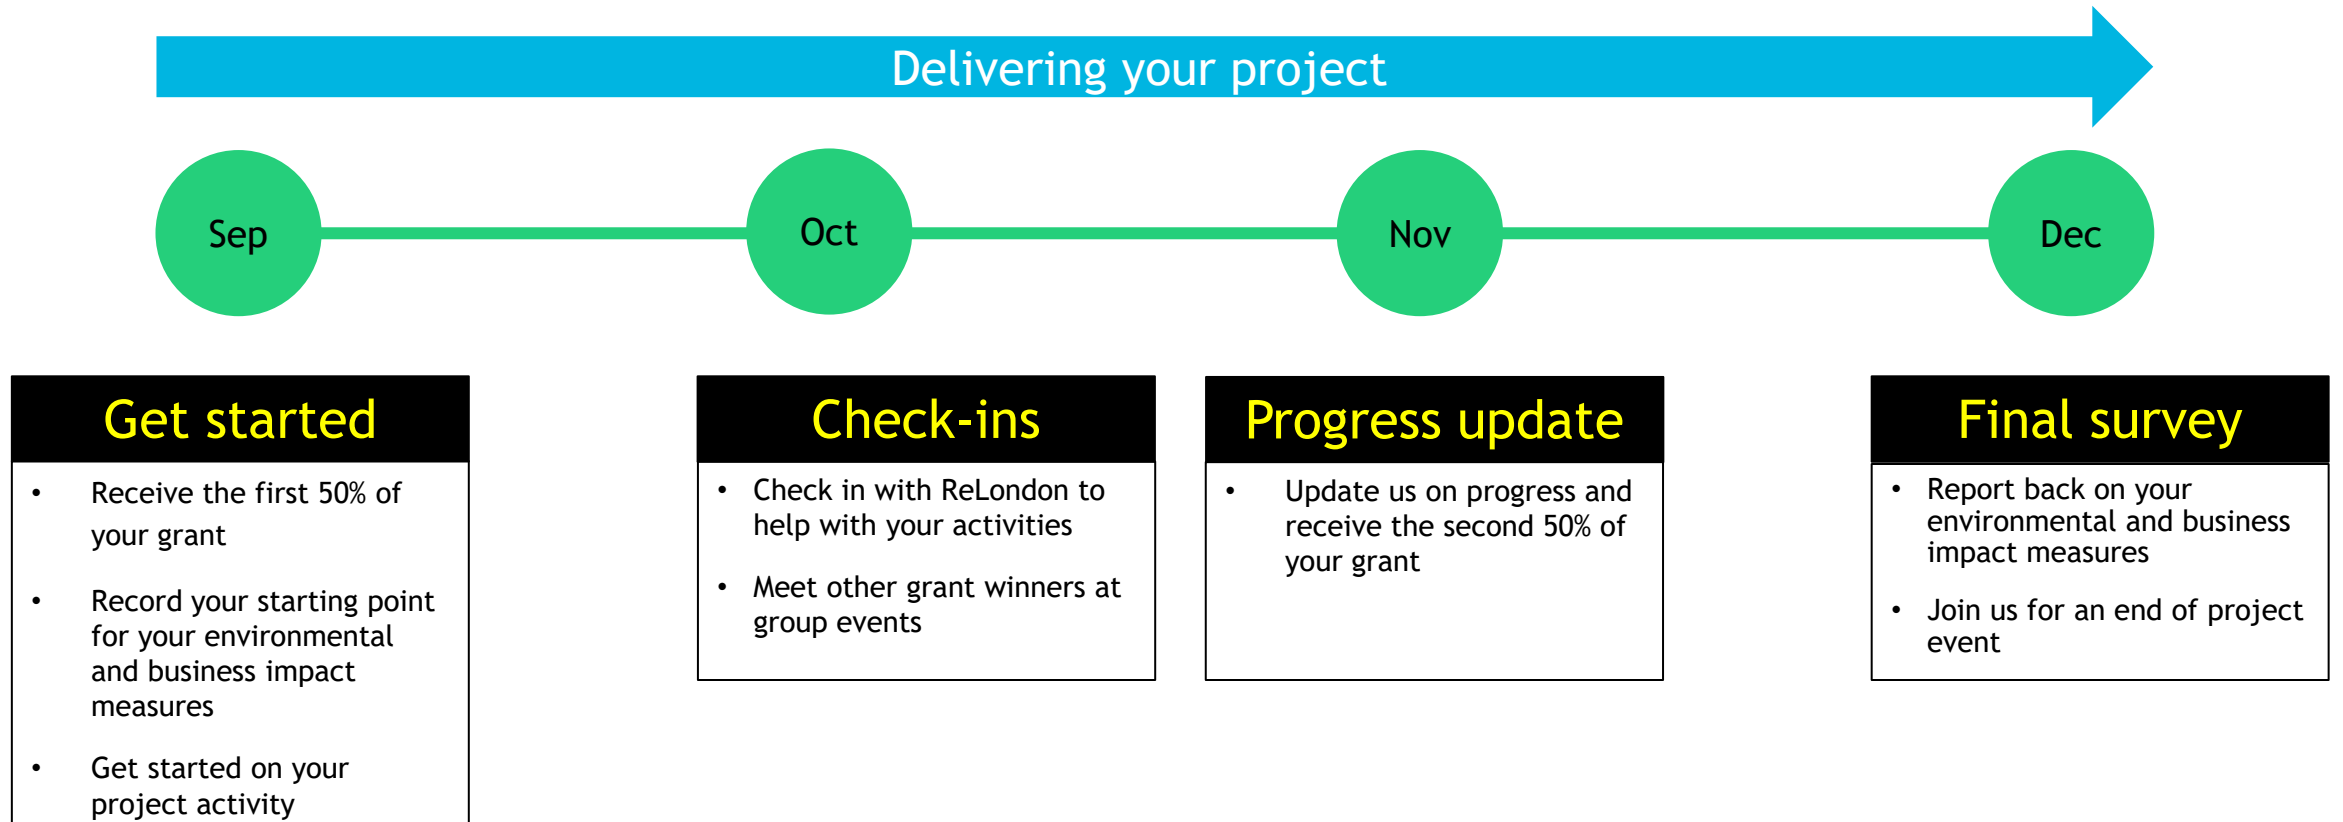 Delivering your project
Sep
Oct
Nov
Dec
Get started
• Receive the first 50% of
your grant
• Record your starting point
for your environmental
and business impact
measures
• Get started on your
project activity
Check-ins
• Check in with ReLondon to
help with your activities
• Meet other grant winners at
group events
Progress update
• Update us on progress and
receive the second 50% of
your grant
Final survey
• Report back on your
environmental and business
impact measures
• Join us for an end of project
event